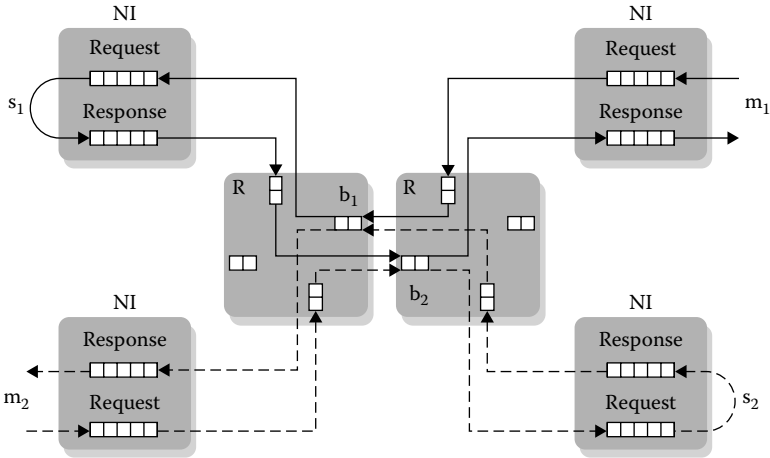 NI
NI
Request
Request
s1
Response
Response
m1
R
b1
R
b2
NI
NI
Response
Response
m2
Request
Request
s2